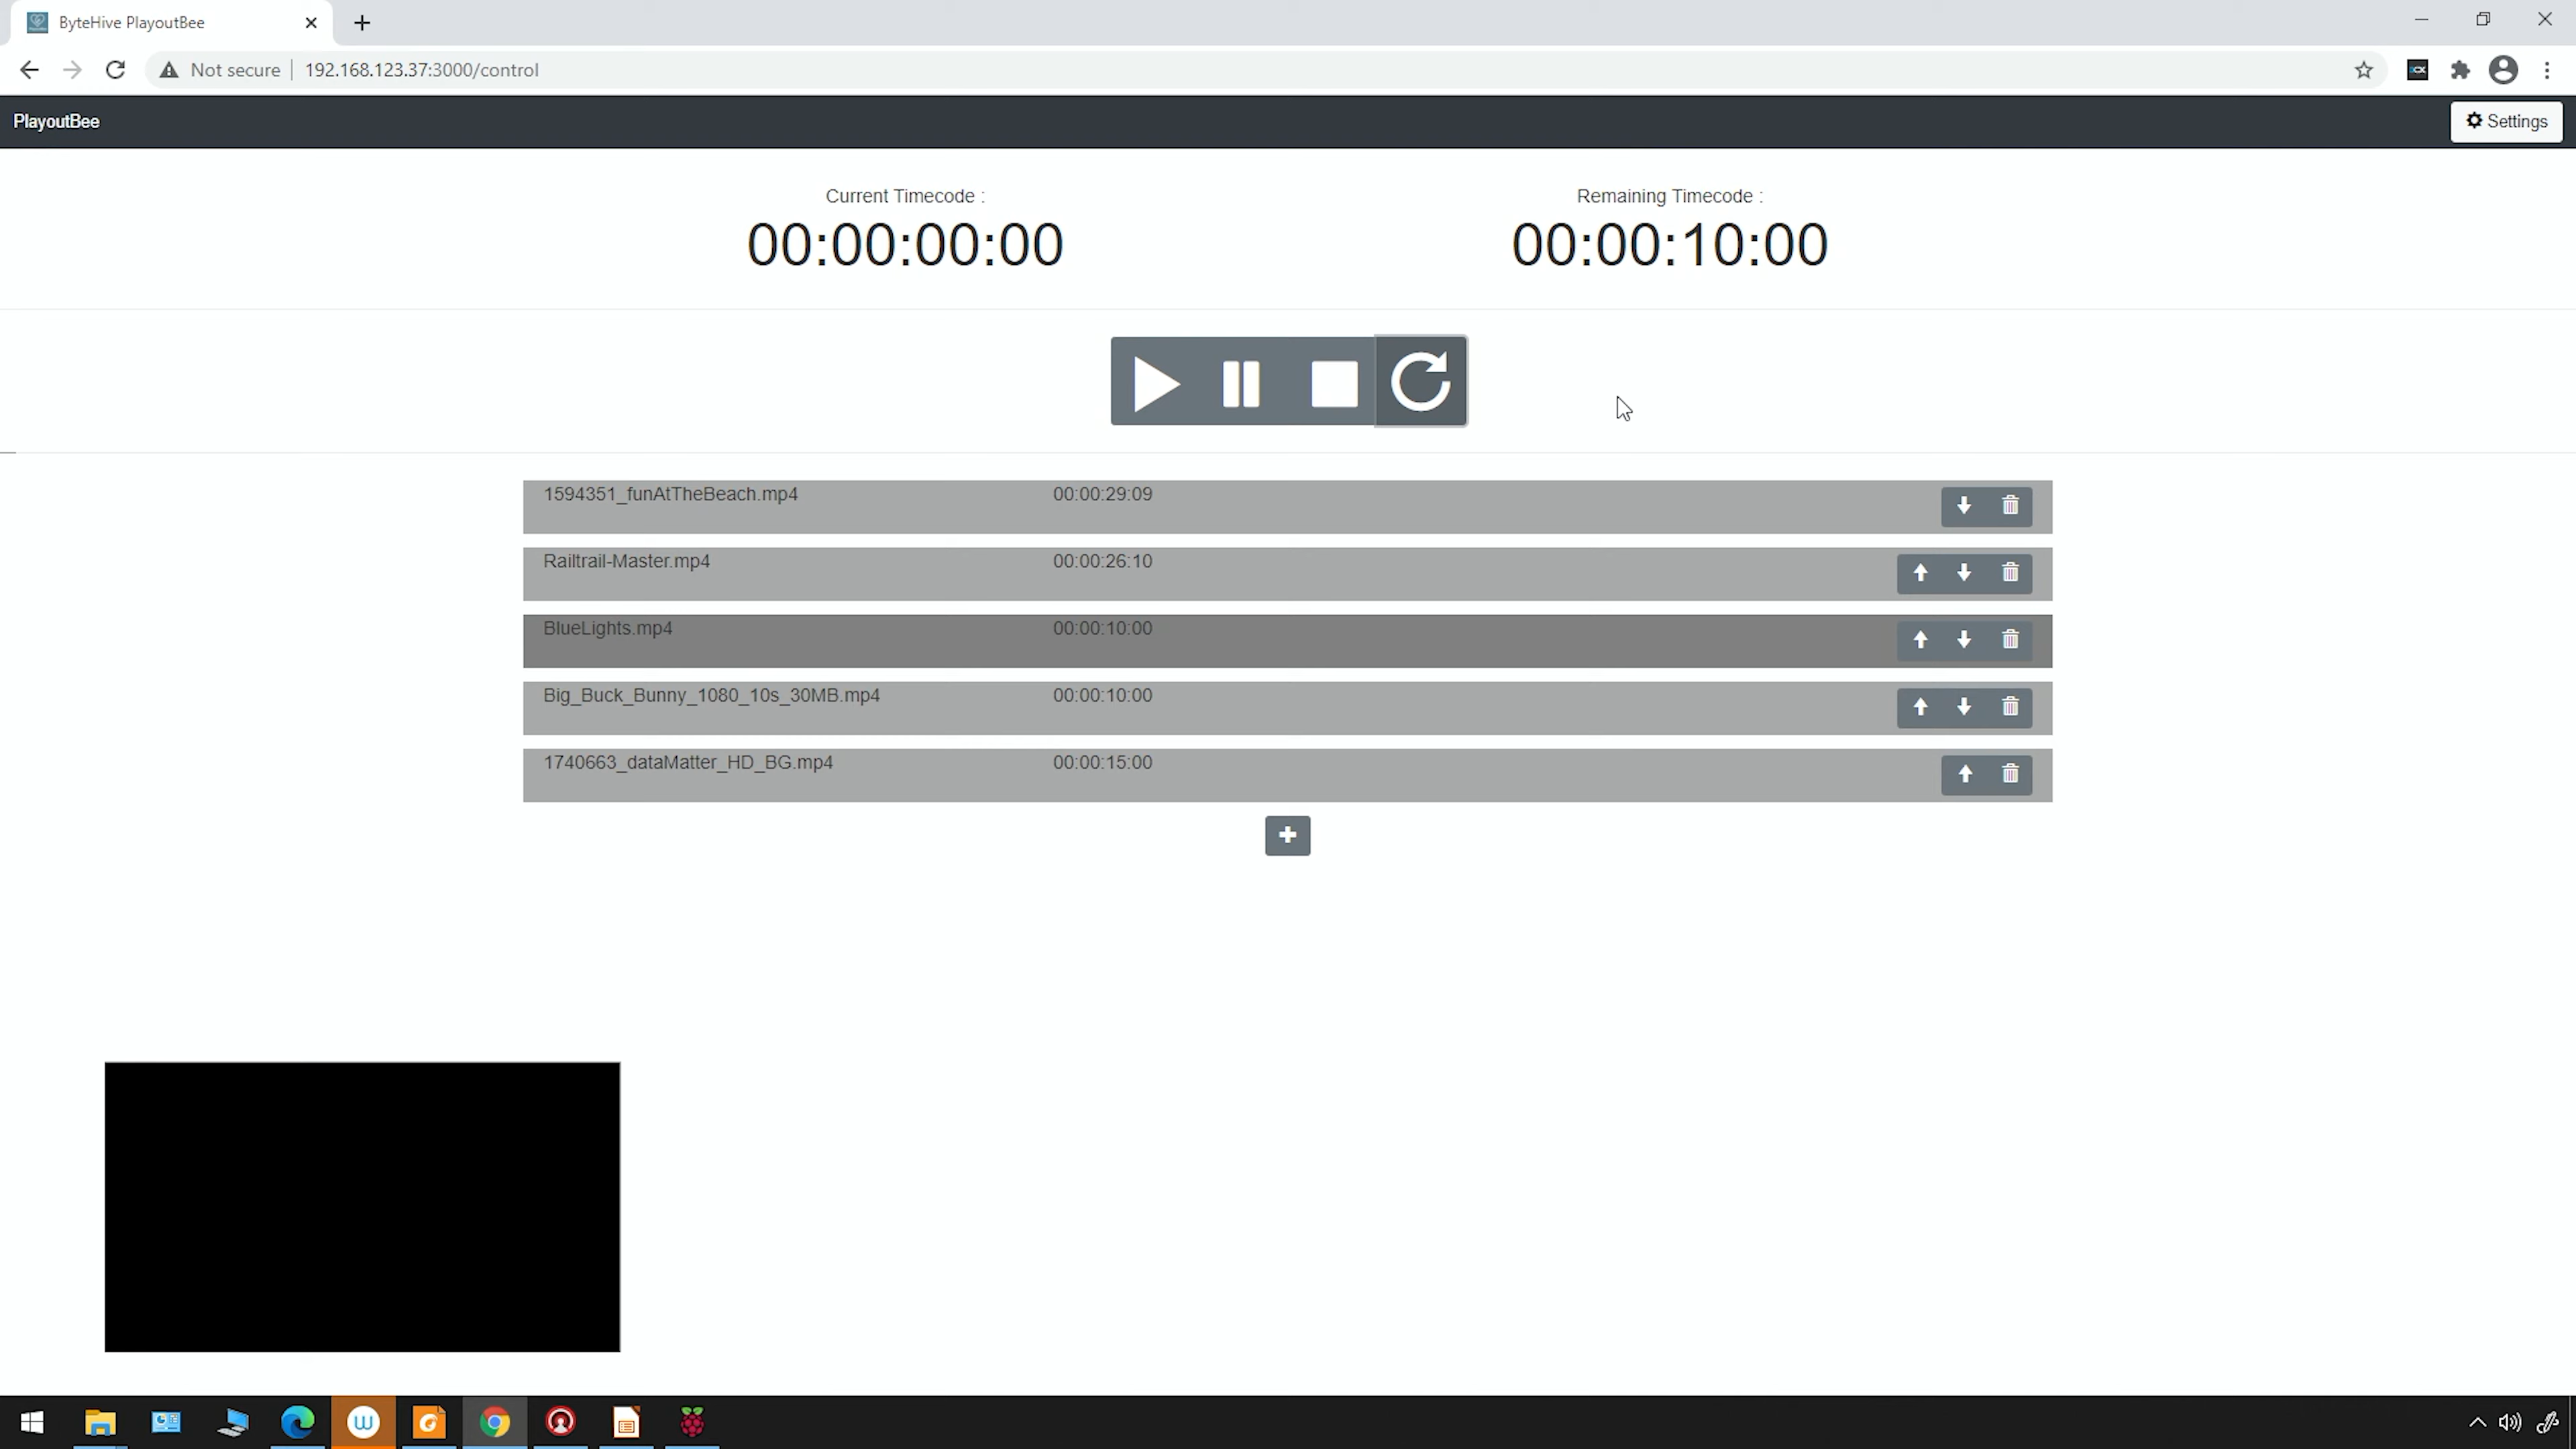 ByteHive PlayoutBee
Not secure 192.168.123.37:3000/control
PlayoutBee
Settings
Current Timecode :
Remaining Timecode :
00:00:00:00
00:00:10:00
1594351_funAtTheBeach.mp4 00:00:29:09
Railtrail-Master.mp4 00:00:26:10
BlueLights.mp4 00:00:10:00
Big_Buck_Bunny_1080_10s_30MB.mp4 00:00:10:00
1740663_dataMatter_HD_BG.mp4 00:00:15:00